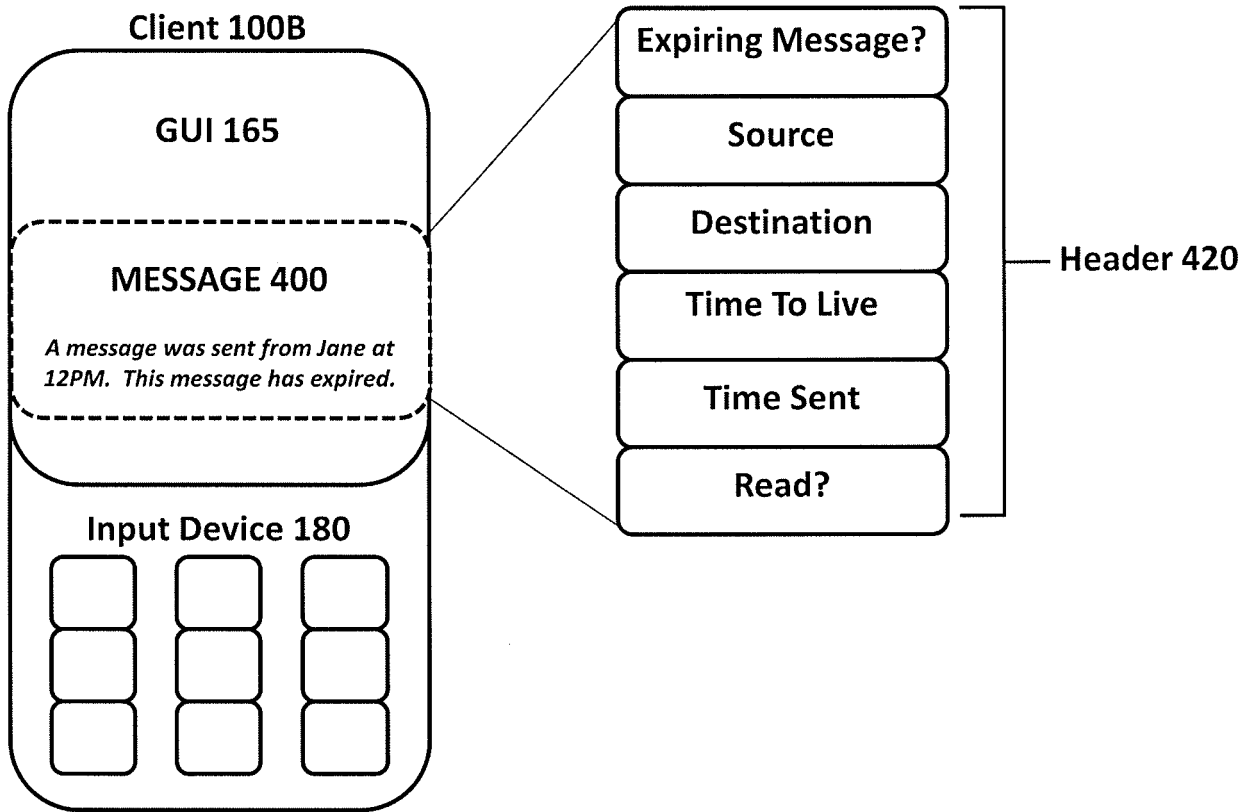 Client 100B
GUI 165
MESSAGE 400
A message was sent from Jane at
12PM.  This message has expired.
Input Device 180
Expiring Message?
Source
Destination
Time To Live
Time Sent
Read?
Header 420